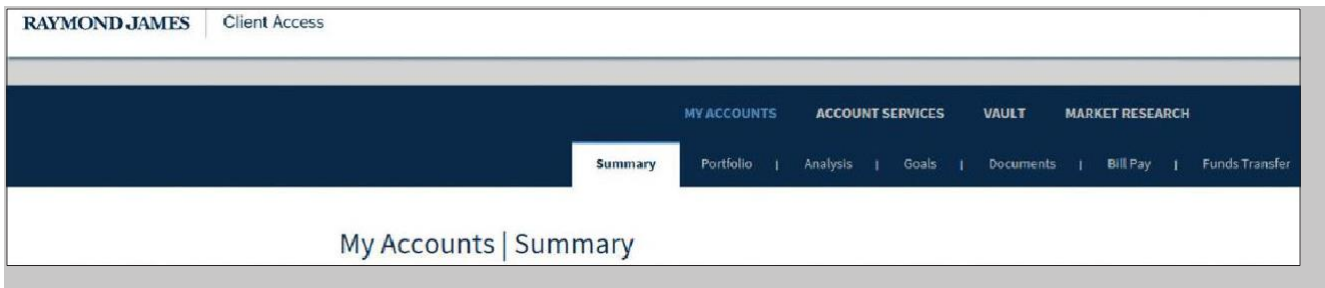 RAYMOND JAMES | Client Access
MY ACCOUNTS ACCOUNT SERVICES VAULT MARKET RESEARCH
Summary Portfolio | Analysis | Goals | Documents | Bill Pay | Funds Transfer
My Accounts | Summary